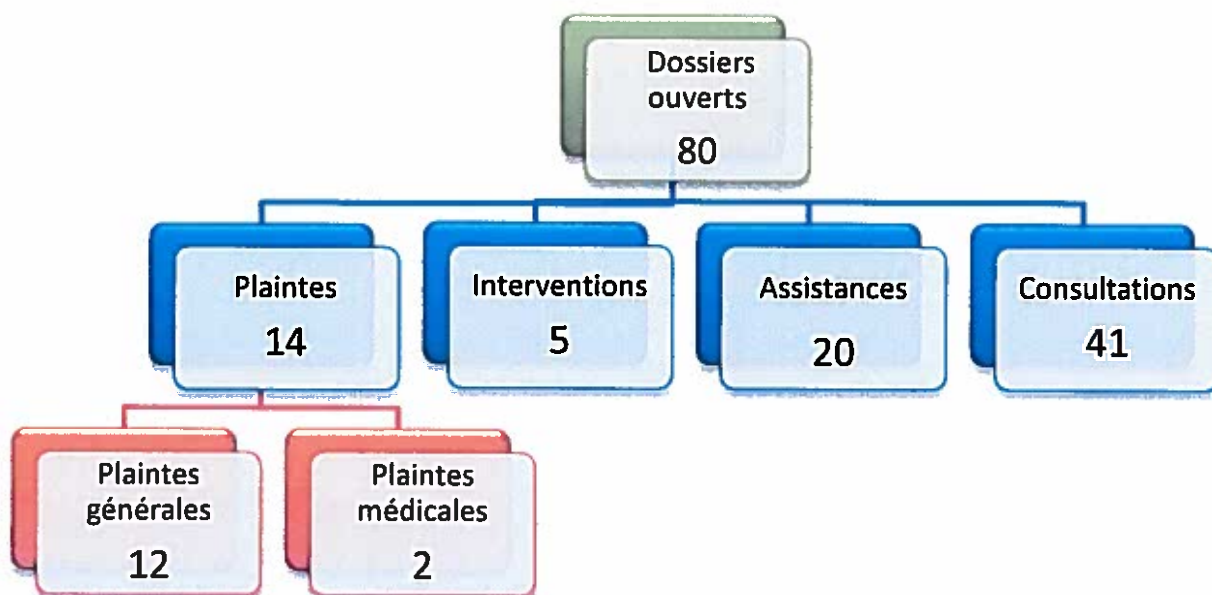 Dossiers
ouverts
80
Plaintes
14
Interventions
5
Assistances
20
Consultations
41
Plaintes
générales
12
Plaintes
médicales
2